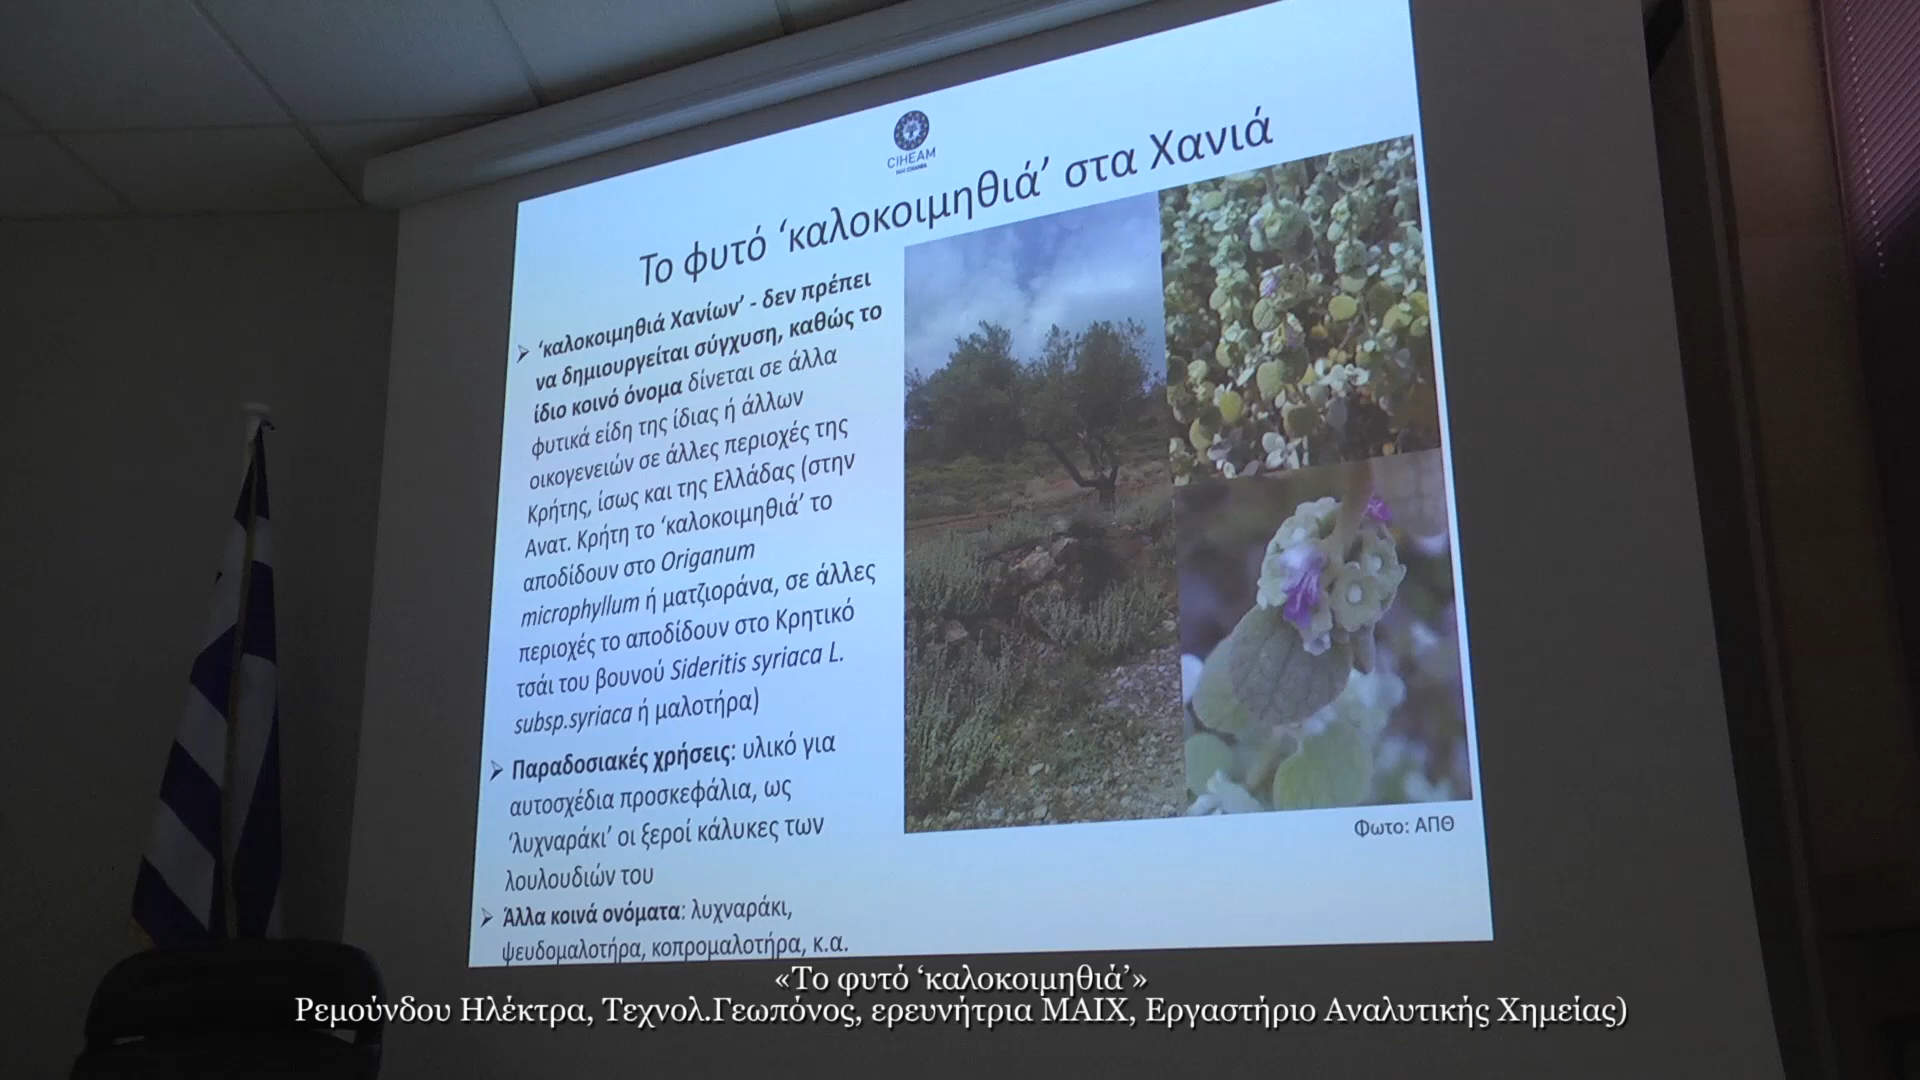 CIHEAM
Το φυτό ‘καλοκοιμηθιά’ στα Χανιά
➢ ‘καλοκοιμηθιά Χανίων’ - δεν πρέπει
να δημιουργείται σύγχυση, καθώς το
ίδιο κοινό όνομα δίνεται σε άλλα
φυτικά είδη της ίδιας ή άλλων
οικογενειών σε άλλες περιοχές της
Κρήτης, ίσως και της Ελλάδας (στην
Ανατ. Κρήτη το ‘καλοκοιμηθιά’ το
αποδίδουν στο Origanum
microphyllum ή ματζιοράνα, σε άλλες
περιοχές το αποδίδουν στο Κρητικό
τσάι του βουνού Sideritis syriaca L.
subsp.syriaca ή μαλοτήρα)
➢ Παραδοσιακές χρήσεις: υλικό για
αυτοσχέδια προσκεφάλια, ως
‘λυχναράκι’ οι ξεροί κάλυκες των
λουλουδιών του
➢ Άλλα κοινά ονόματα: λυχναράκι,
ψευδομαλοτήρα, κοπρομαλοτήρα, κ.α.
Φωτο: ΑΠΘ
«Το φυτό ‘καλοκοιμηθιά’»
Ρεμούνδου Ηλέκτρα, Τεχνολ.Γεωπόνος, ερευνήτρια ΜΑΙΧ, Εργαστήριο Αναλυτικής Χημείας)